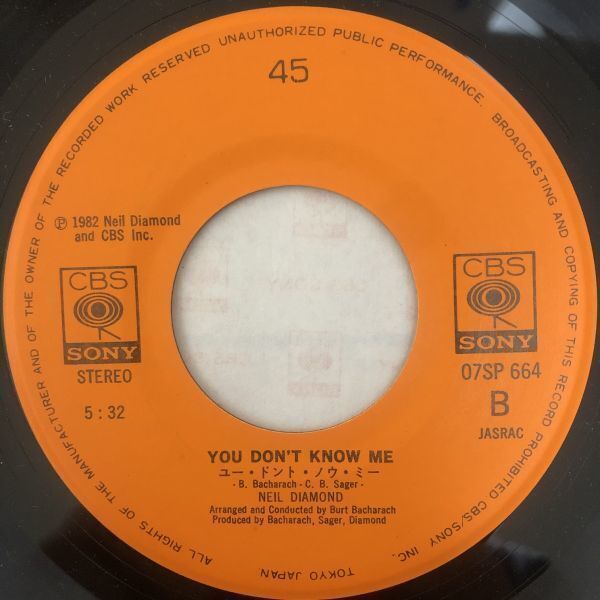 ALL RIGHTS OF THE MANUFACTURER AND OF THE OWNER OF THE RECORDED WORK RESERVED UNAUTHORIZED PUBLIC PERFORMANCE. BROADCASTING AND COPYING OF THIS RECORD PROHIBITED CBS/SONY INC.
TOKYO JAPAN
45
Ⓟ 1982 Neil Diamond
and CBS Inc.
CBS
SONY
STEREO
5:32
CBS
SONY
07SP 664
B
JASRAC
CBS SONY
YOU DON'T KNOW ME
ユー・ドント・ノウ・ミー
- B. Bacharach - C. B. Sager -
NEIL DIAMOND
Arranged and Conducted by Burt Bacharach
Produced by Bacharach, Sager, Diamond